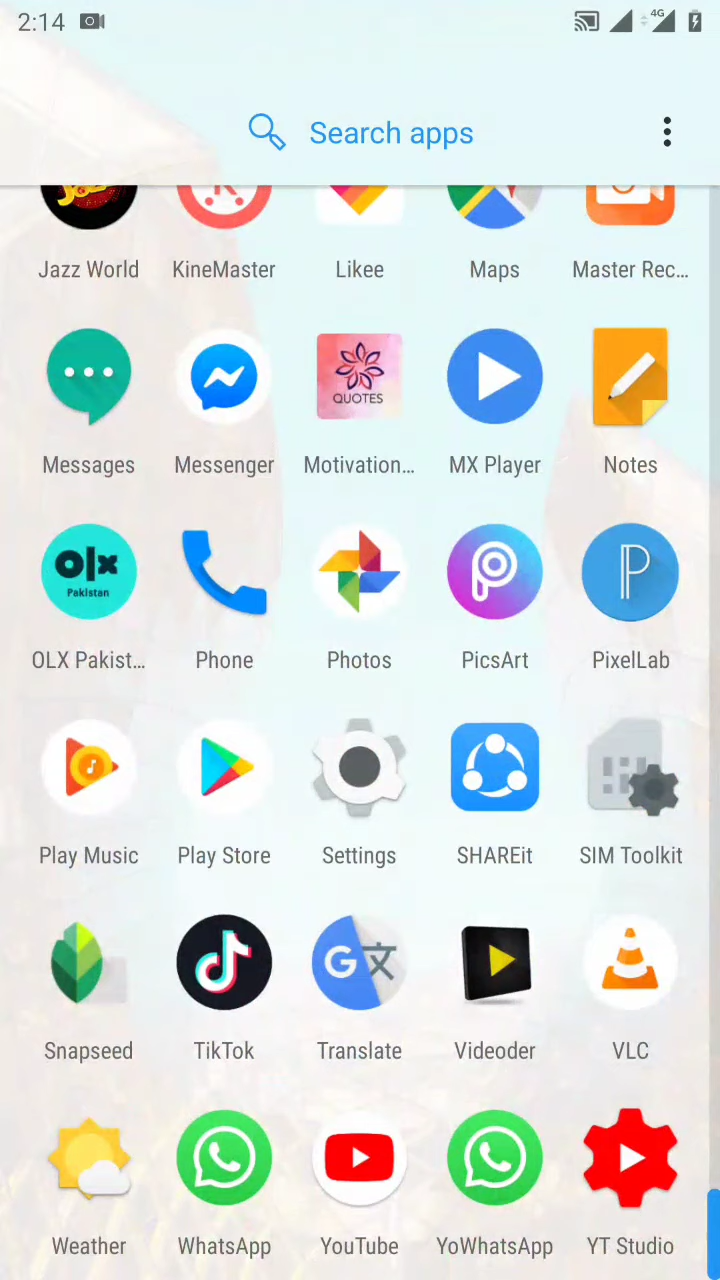 2:14
4G
Search apps
Jazz World KineMaster Likee Maps Master Rec...
QUOTES
Messages Messenger Motivation... MX Player Notes
Olx
Pakistan
OLX Pakist... Phone Photos PicsArt PixelLab
Play Music Play Store Settings SHAREit SIM Toolkit
G 文
Snapseed TikTok Translate Videoder VLC
Weather WhatsApp YouTube YoWhatsApp YT Studio